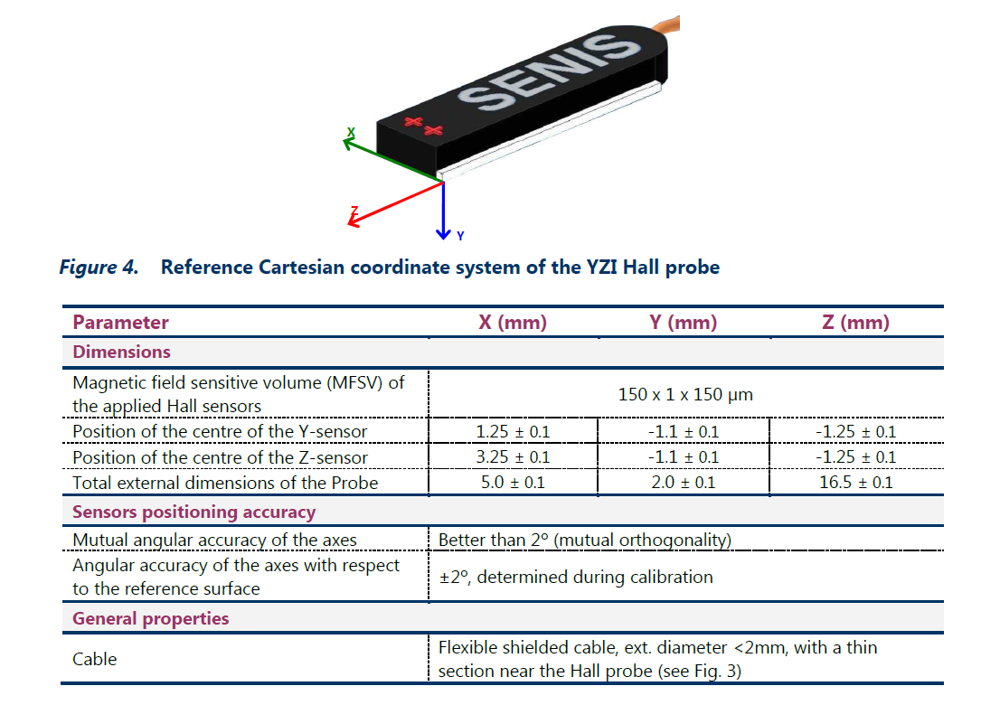 SENIS
X
Z
Y
Figure 4. Reference Cartesian coordinate system of the YZI Hall probe
Parameter X (mm) Y (mm) Z (mm)
Dimensions
Magnetic field sensitive volume (MFSV) of
the applied Hall sensors
150 x 1 x 150 µm
Position of the centre of the Y-sensor 1.25 ± 0.1 -1.1 ± 0.1 -1.25 ± 0.1
Position of the centre of the Z-sensor 3.25 ± 0.1 -1.1 ± 0.1 -1.25 ± 0.1
Total external dimensions of the Probe 5.0 ± 0.1 2.0 ± 0.1 16.5 ± 0.1
Sensors positioning accuracy
Mutual angular accuracy of the axes Better than 2º (mutual orthogonality)
Angular accuracy of the axes with respect
to the reference surface
±2º, determined during calibration
General properties
Cable
Flexible shielded cable, ext. diameter <2mm, with a thin
section near the Hall probe (see Fig. 3)